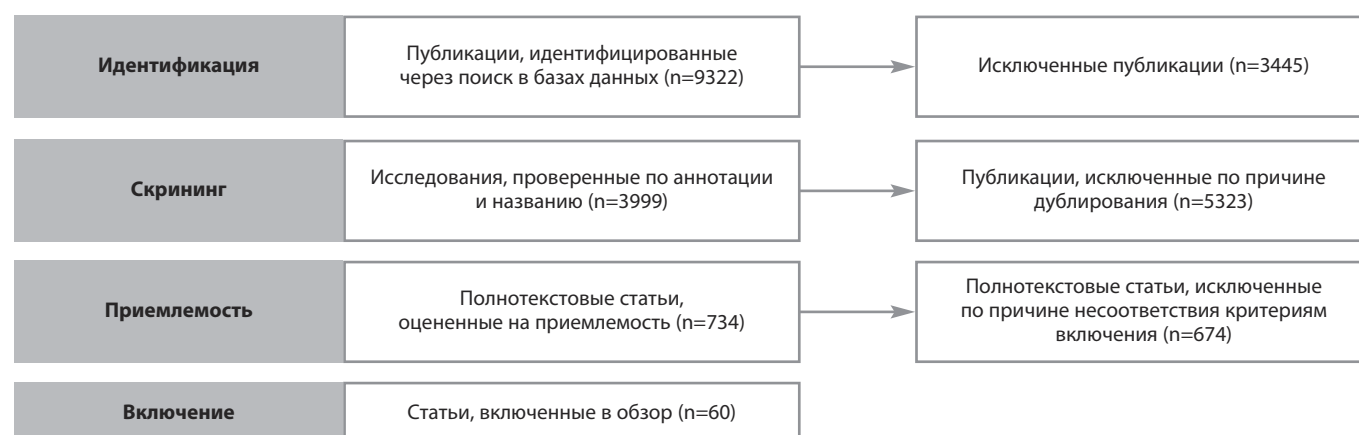 Идентификация
Публикации, идентифицированные
через поиск в базах данных (n=9322)
Исключенные публикации (n=3445)
Скрининг
Исследования, проверенные по аннотации
и названию (n=3999)
Публикации, исключенные по причине
дублирования (n=5323)
Приемлемость
Полнотекстовые статьи,
оцененные на приемлемость (n=734)
Полнотекстовые статьи, исключенные
по причине несоответствия критериям
включения (n=674)
Включение
Статьи, включенные в обзор (n=60)